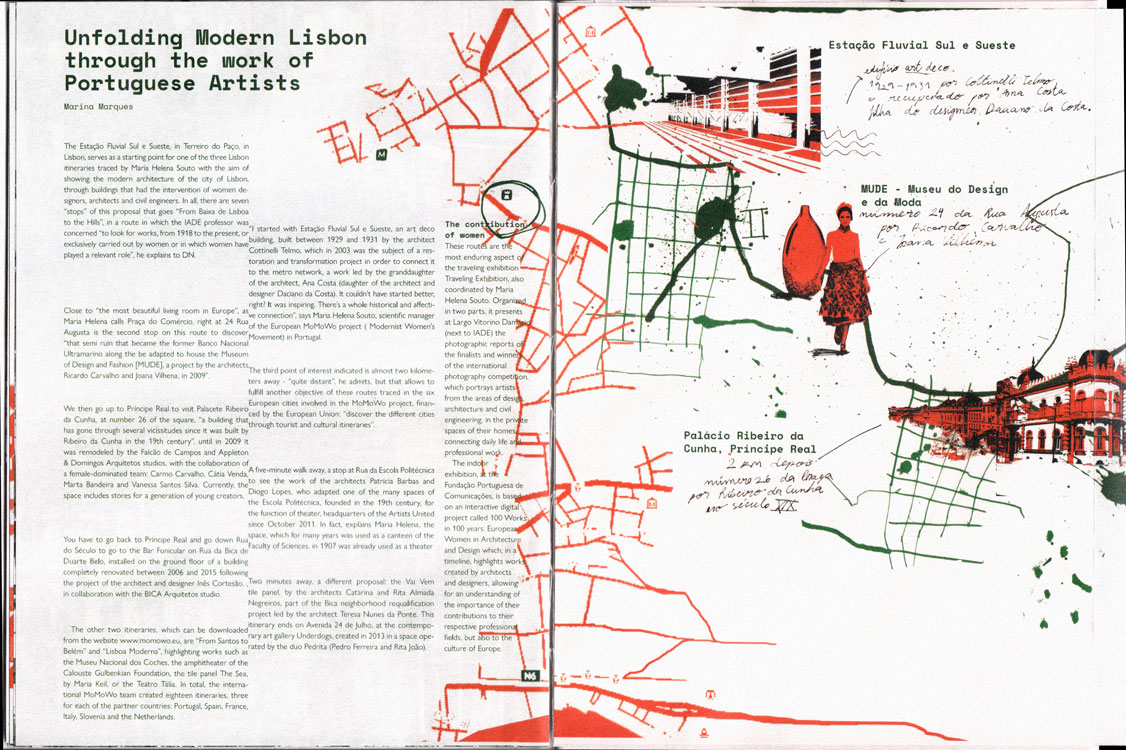 Unfolding Modern Lisbon
through the work of
Portuguese Artists
Marina Marques
The Estação Fluvial Sul e Sueste, in Terreiro do Paço, in
Lisbon, serves as a starting point for one of the three Lisbon
itineraries traced by Maria Helena Souto with the aim of
showing the modern architecture of the city of Lisbon,
through buildings that had the intervention of women de-
signers, architects and civil engineers. In all, there are seven
"stops" of this proposal that goes "From Baixa de Lisboa
to the Hills", in a route in which the IADE professor was
concerned "to look for works, from 1918 to the present, or
exclusively carried out by women or in which women have
played a relevant role", he explains to DN.
Close to "the most beautiful living room in Europe", as
Maria Helena calls Praça do Comércio, right at 24 Rua
Augusta is the second stop on this route to discover
"that semi ruin that became the former Banco Nacional
Ultramarino along the be adapted to house the Museum
of Design and Fashion [MUDE], a project by the architects
Ricardo Carvalho and Joana Vilhena, in 2009".
We then go up to Príncipe Real to visit Palacete Ribeiro
da Cunha, at number 26 of the square, "a building that
has gone through several vicissitudes since it was built by
Ribeiro da Cunha in the 19th century", until in 2009 it
was remodeled by the Falcão de Campos and Appleton
& Domingos Arquitetos studios, with the collaboration of
a female-dominated team: Carmo Carvalho, Cátia Venda,
Marta Bandeira and Vanessa Santos Silva. Currently, the
space includes stores for a generation of young creators.
You have to go back to Príncipe Real and go down Rua
do Século to go to the Bar Funicular on Rua da Bica de
Duarte Belo, installed on the ground floor of a building
completely renovated between 2006 and 2015 following
the project of the architect and designer Inês Cortesão,
in collaboration with the BICA Arquitetos studio.
The other two itineraries, which can be downloaded
from the website www.momowo.eu, are "From Santos to
Belém" and "Lisboa Moderna", highlighting works such as
the Museu Nacional dos Coches, the amphitheater of the
Calouste Gulbenkian Foundation, the tile panel The Sea,
by Maria Keil, or the Teatro Tália. In total, the interna-
tional MoMoWo team created eighteen itineraries, three
for each of the partner countries: Portugal, Spain, France,
Italy, Slovenia and the Netherlands.
"I started with Estação Fluvial Sul e Sueste, an art deco
building, built between 1929 and 1931 by the architect
Cottinelli Telmo, which in 2003 was the subject of a res-
toration and transformation project in order to connect it
to the metro network, a work led by the granddaughter
of the architect, Ana Costa (daughter of the architect and
designer Daciano da Costa). It couldn't have started better,
right? It was inspiring. There's a whole historical and affecti-
ve connection", says Maria Helena Souto, scientific manager
of the European MoMoWo project ( Modernist Women's
Movement) in Portugal.
The third point of interest indicated is almost two kilome-
ters away - "quite distant", he admits, but that allows to
fulfill another objective of these routes traced in the six
European cities involved in the MoMoWo project, finan-
ced by the European Union: "discover the different cities
through tourist and cultural itineraries".
A five-minute walk away, a stop at Rua da Escola Politécnica
to see the work of the architects Patrícia Barbas and
Diogo Lopes, who adapted one of the many spaces of
the Escola Politécnica, founded in the 19th century, for
the function of theater, headquarters of the Artists United
since October 2011. In fact, explains Maria Helena, the
space, which for many years was used as a canteen of the
Faculty of Sciences, in 1907 was already used as a theater
Two minutes away, a different proposal: the Vai Vem
tile panel, by the architects Catarina and Rita Almada
Negreiros, part of the Bica neighborhood requalification
project led by the architect Teresa Nunes da Ponte. This
itinerary ends on Avenida 24 de Julho, at the contempo-
rary art gallery Underdogs, created in 2013 in a space ope-
rated by the duo Pedrita (Pedro Ferreira and Rita João).
The contribution
of women
These routes are the
most enduring aspect of
the traveling exhibition
Traveling Exhibition, also
coordinated by Maria
Helena Souto. Organized
in two parts, it presents
at Largo Vitorino Damásio
(next to IADE) the
photographic reports of
the finalists and winners
of the international
photography competition,
which portrays artists
from the areas of design,
architecture and civil
engineering, in the private
spaces of their homes,
connecting daily life and
professional work.
The indoor
exhibition, at the
Fundação Portuguesa de
Comunicações, is based
on an interactive digital
project called 100 Works
in 100 years: European
Women in Architecture
and Design which, in a
timeline, highlights works
created by architects
and designers, allowing
for an understanding of
the importance of their
contributions to their
respective professional
fields, but also to the
culture of Europe.
M
Estação Fluvial Sul e Sueste
edifício art deco.
1929-1931 por Cottinelli Telmo
e recuperado por Ana Costa
filha do designer Daciano da Costa.
MUDE - Museu do Design
e da Moda
número 24 da Rua Augusta
por Ricardo Carvalho
e Joana Vilhena
Palácio Ribeiro da
Cunha, Príncipe Real
2 km depois
número 26 da praça
por Ribeiro da Cunha
no século XIX